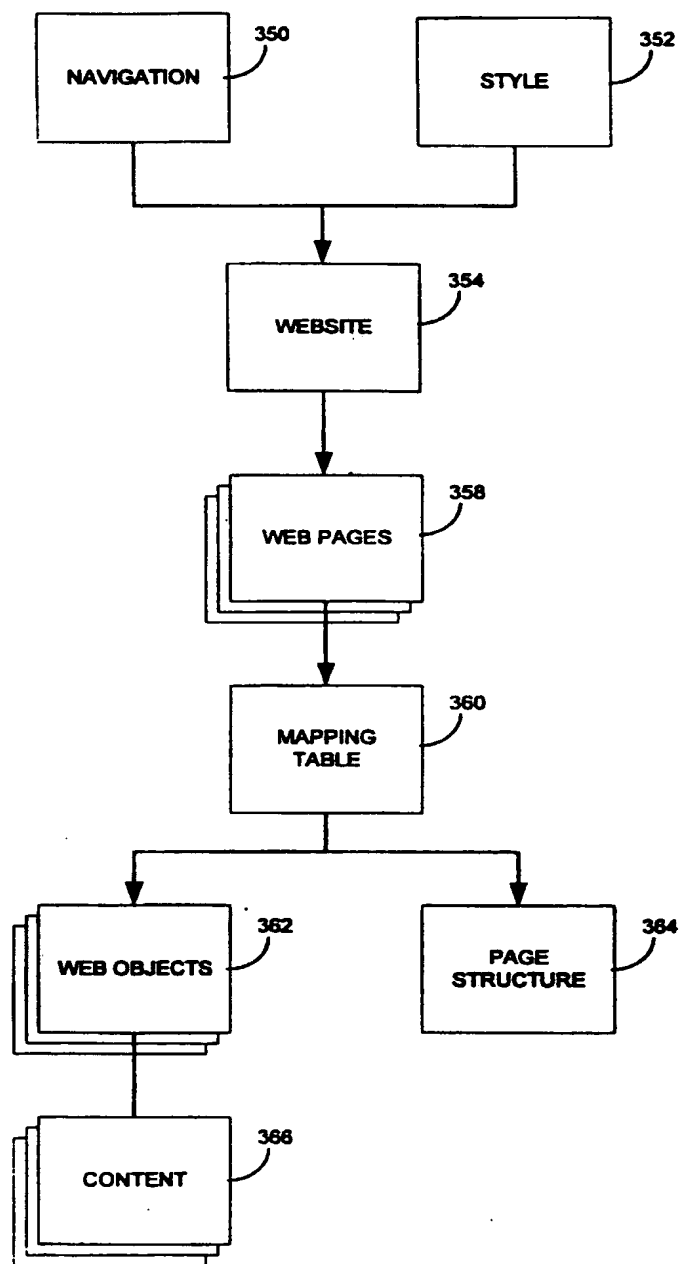 350
NAVIGATION
352
STYLE
354
WEBSITE
358
WEB PAGES
360
MAPPING
TABLE
362
WEB OBJECTS
364
PAGE
STRUCTURE
366
CONTENT